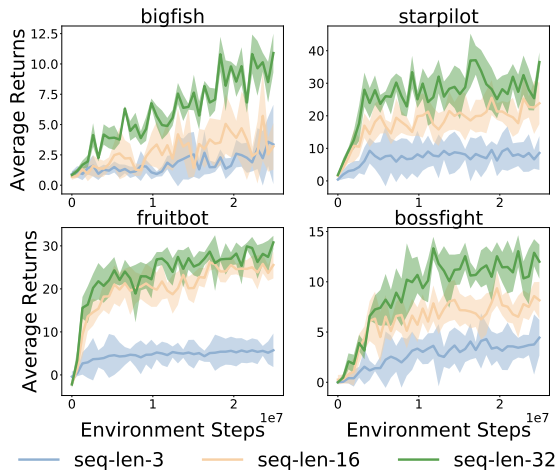 bigfish
starpilot
Average Returns
12.5
10.0
7.5
5.0
2.5
0.0
0
1
2
40
30
20
10
0
0
1
2
fruitbot
bossfight
Average Returns
30
20
10
0
0
1
2
1e7
Environment Steps
15
10
5
0
0
1
2
1e7
Environment Steps
seq-len-3
seq-len-16
seq-len-32